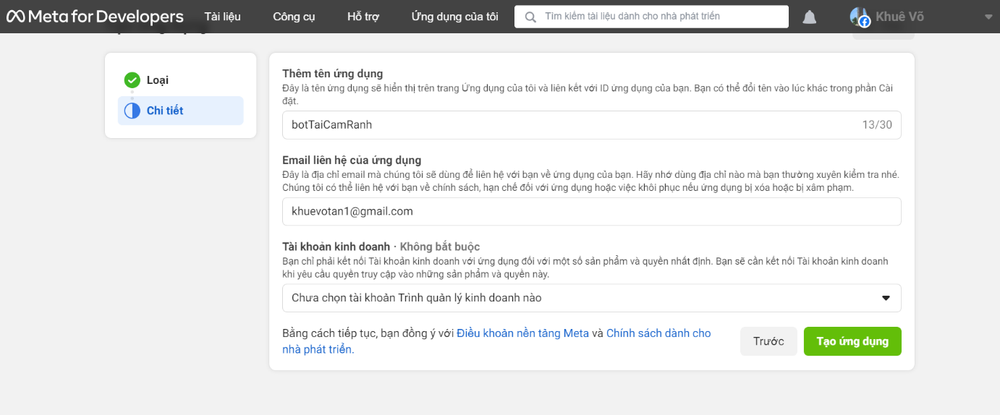 Meta for Developers Tài liệu Công cụ Hỗ trợ Ứng dụng của tôi Tìm kiếm tài liệu dành cho nhà phát triển Khuê Võ
Loại
Chi tiết
Thêm tên ứng dụng
Đây là tên ứng dụng sẽ hiển thị trên trang Ứng dụng của tôi và liên kết với ID ứng dụng của bạn. Bạn có thể đổi tên vào lúc khác trong phần Cài
đặt.
botTaiCamRanh 13/30
Email liên hệ của ứng dụng
Đây là địa chỉ email mà chúng tôi sẽ dùng để liên hệ với bạn về ứng dụng của bạn. Hãy nhớ dùng địa chỉ nào mà bạn thường xuyên kiểm tra nhé.
Chúng tôi có thể liên hệ với bạn về chính sách, hạn chế đối với ứng dụng hoặc việc khôi phục nếu ứng dụng bị xóa hoặc bị xâm phạm.
khuevotan1@gmail.com
Tài khoản kinh doanh · Không bắt buộc
Bạn chỉ phải kết nối Tài khoản kinh doanh với ứng dụng đối với một số sản phẩm và quyền nhất định. Bạn sẽ cần kết nối Tài khoản kinh doanh
khi yêu cầu quyền truy cập vào những sản phẩm và quyền này.
Chưa chọn tài khoản Trình quản lý kinh doanh nào
Bằng cách tiếp tục, bạn đồng ý với Điều khoản nền tảng Meta và Chính sách dành cho
nhà phát triển.
Trước Tạo ứng dụng